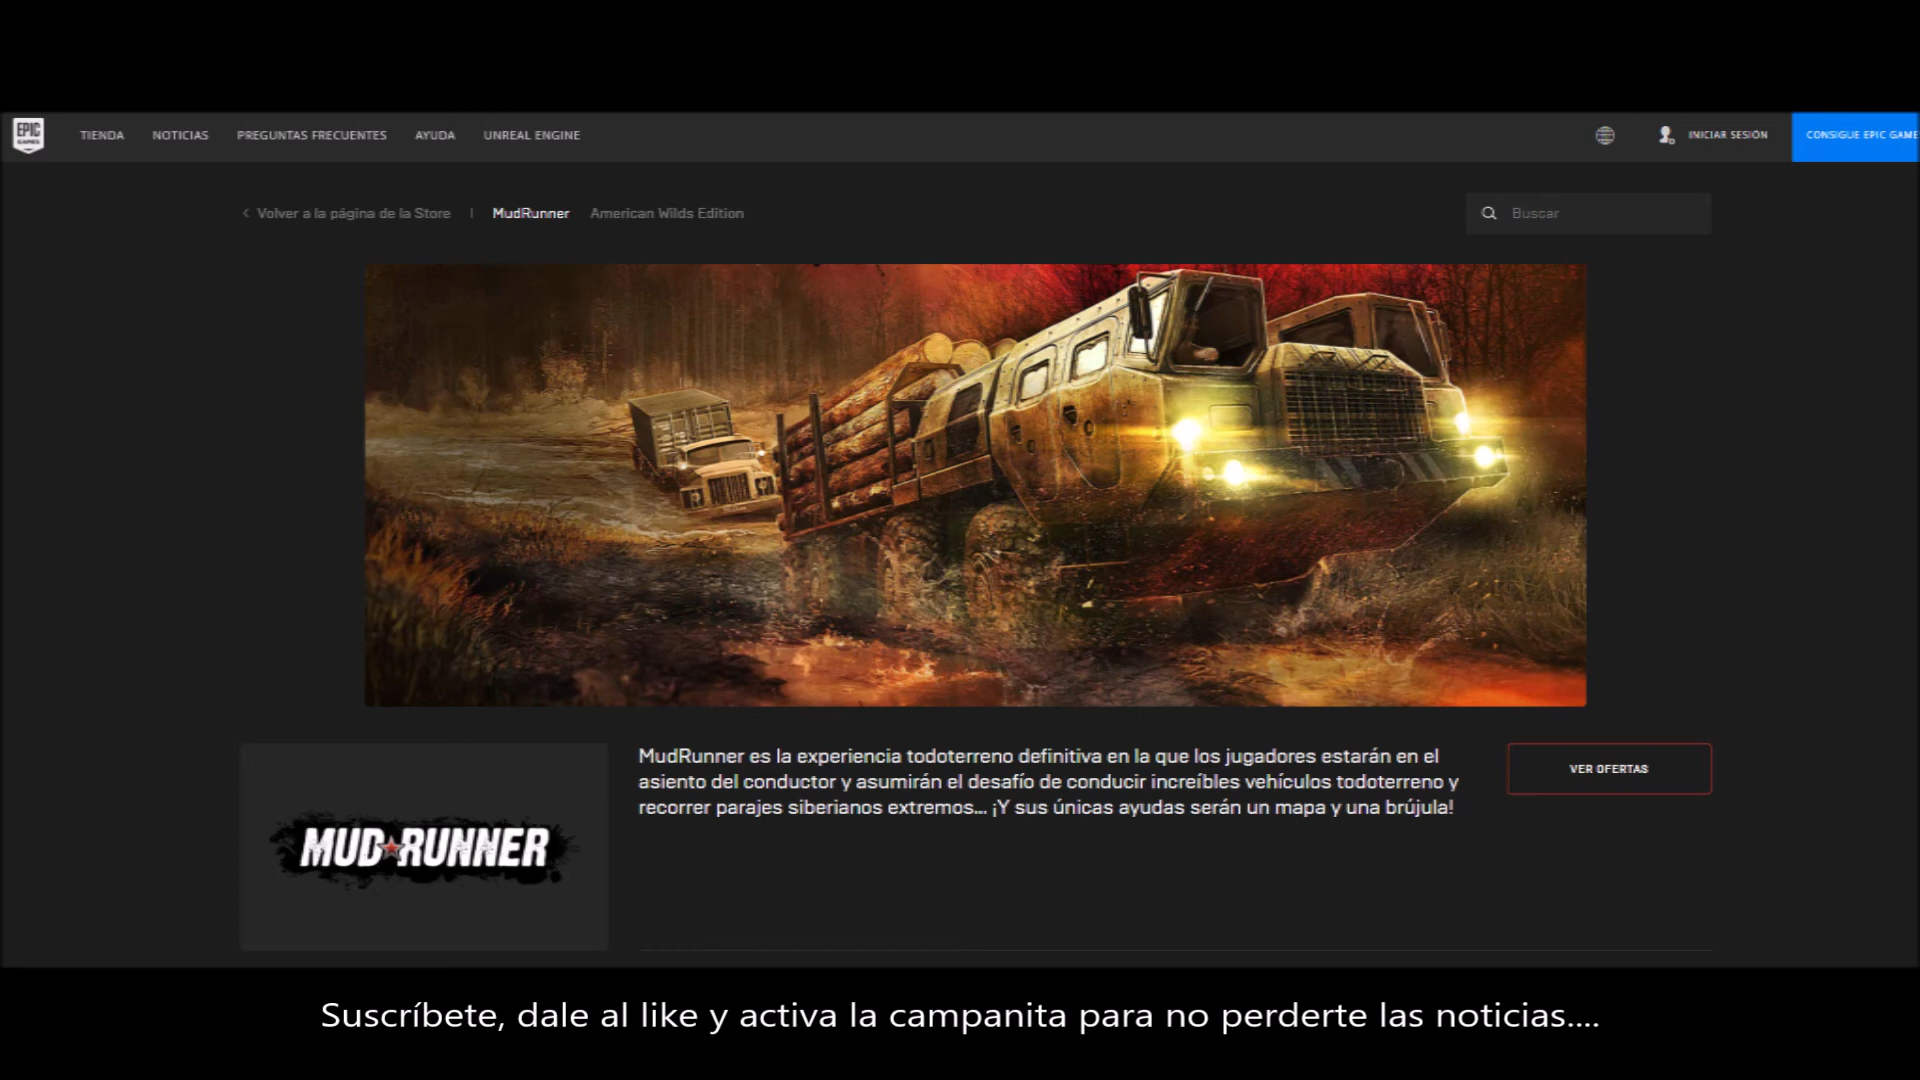 EPIC
GAMES
TIENDA
NOTICIAS
PREGUNTAS FRECUENTES
AYUDA
UNREAL ENGINE
INICIAR SESIÓN
CONSIGUE EPIC GAME
Volver a la página de la Store
MudRunner
American Wilds Edition
Buscar
MudRunner es la experiencia todoterreno definitiva en la que los jugadores estarán en el
asiento del conductor y asumirán el desafío de conducir increíbles vehículos todoterreno y
recorrer parajes siberianos extremos... ¡Y sus únicas ayudas serán un mapa y una brújula!
VER OFERTAS
MUD RUNNER
Suscríbete, dale al like y activa la campanita para no perderte las noticias....